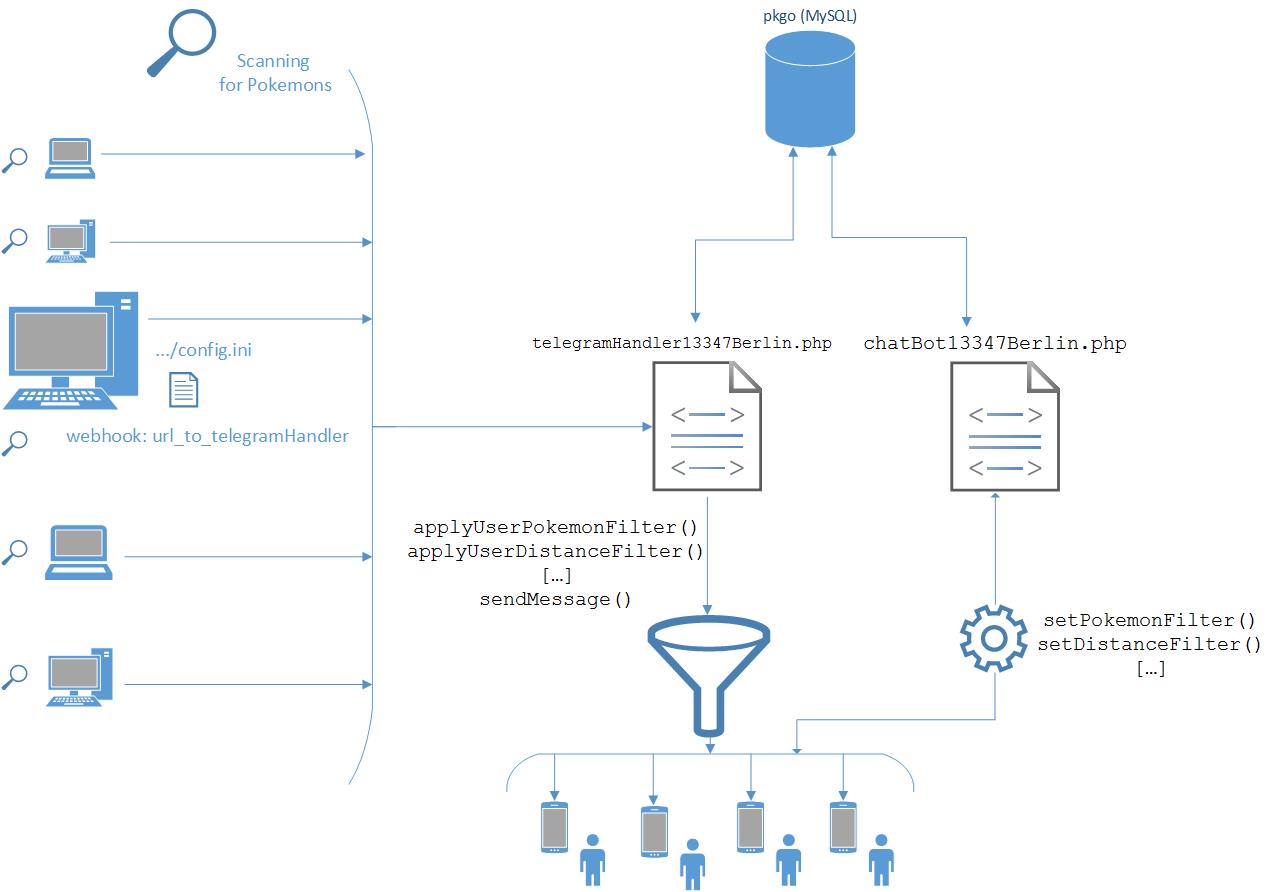 pkgo (MySQL)
Scanning
for Pokemons
.../config.ini
webhook: url_to_telegramHandler
telegramHandler13347Berlin.php
chatBot13347Berlin.php
applyUserPokemonFilter()
applyUserDistanceFilter()
[…]
sendMessage()
setPokemonFilter()
setDistanceFilter()
[…]